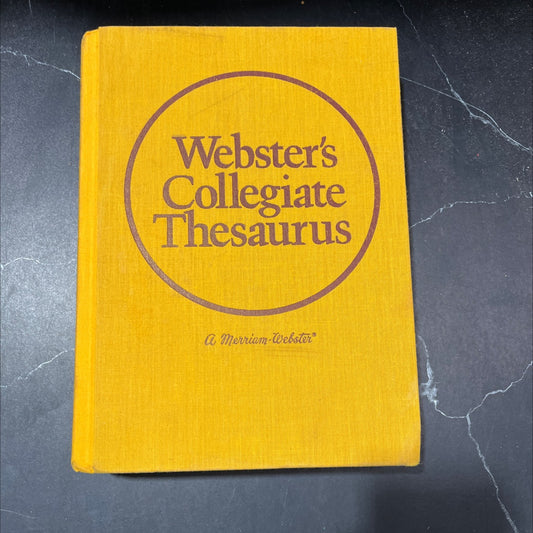 Webster's
Collegiate
Thesaurus
A Merriam-Webster®